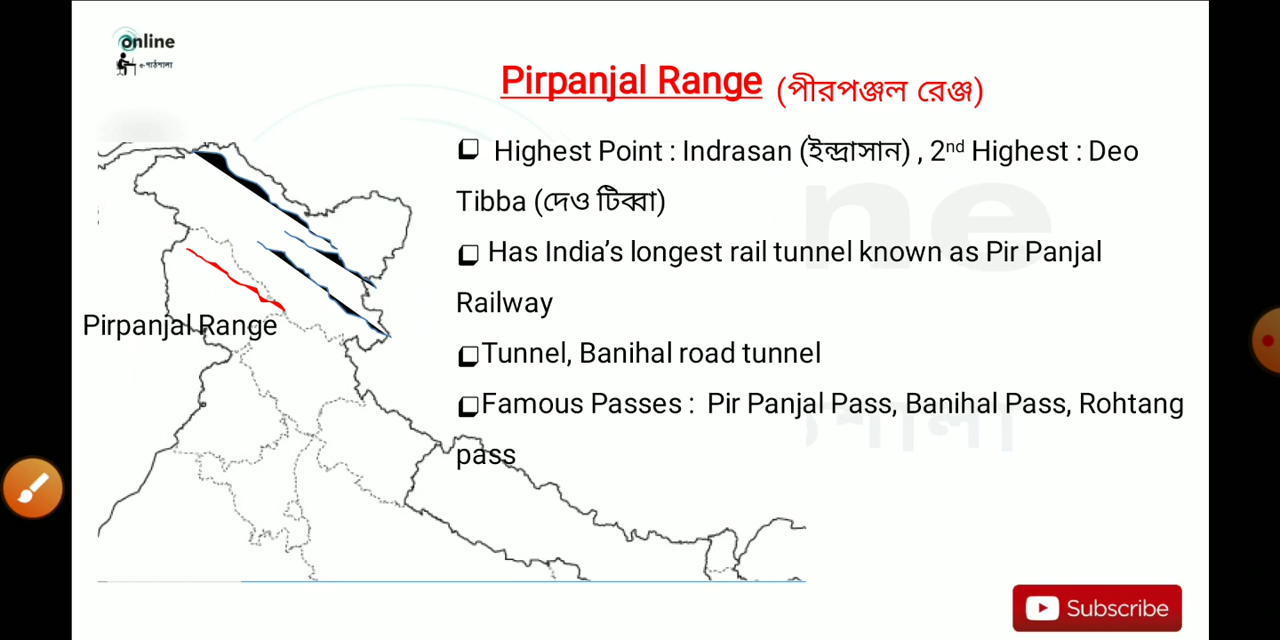 online
e-পাঠশালা
Pirpanjal Range (পীরপঞ্জল রেঞ্জ)
Highest Point : Indrasan (ইন্দ্রাসান) , 2nd Highest : Deo
Tibba (দেও টিব্বা)
Has India’s longest rail tunnel known as Pir Panjal
Railway
Pirpanjal Range
Tunnel, Banihal road tunnel
Famous Passes : Pir Panjal Pass, Banihal Pass, Rohtang
pass
Subscribe